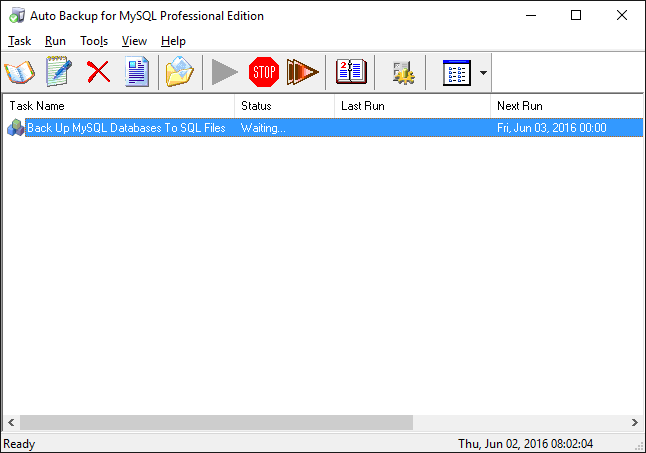 Auto Backup for MySQL Professional Edition
Task Run Tools View Help
STOP 2
Task Name Status Last Run Next Run
Back Up MySQL Databases To SQL Files Waiting... Fri, Jun 03, 2016 00:00
Ready Thu, Jun 02, 2016 08:02:04